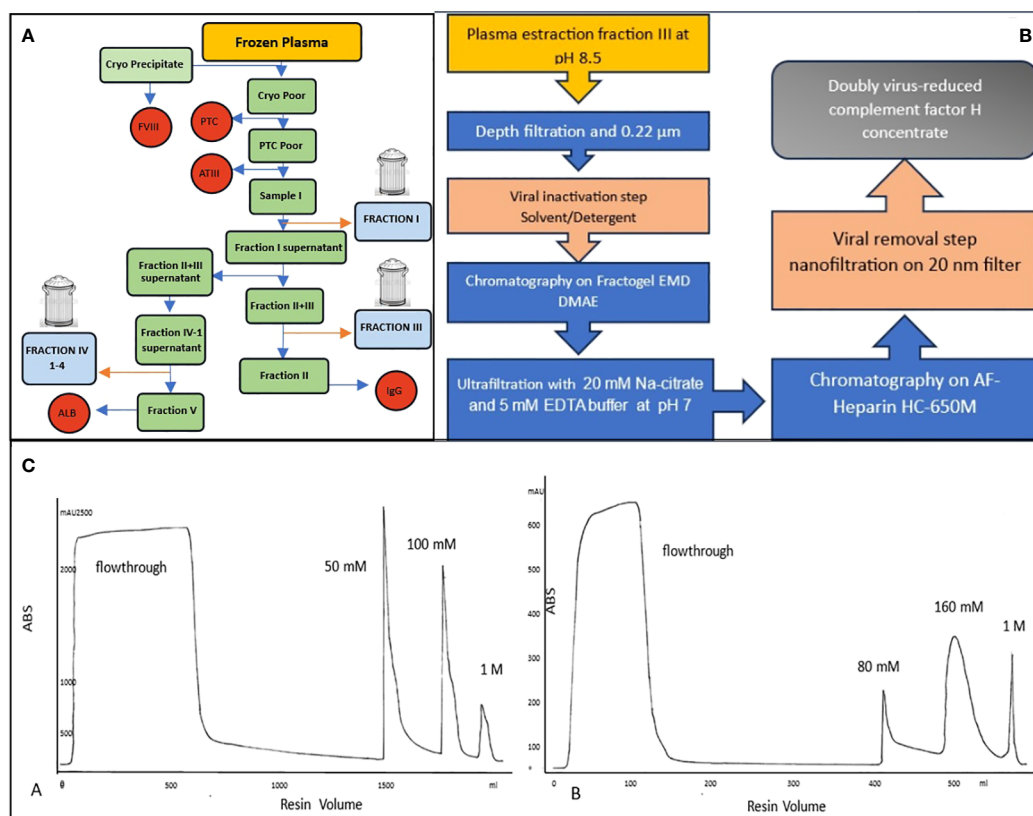 A
Frozen Plasma
Cryo Precipitate
Cryo Poor
FVIII
PTC
PTC Poor
ATIII
Sample I
FRACTION I
Fraction I supernatant
Fraction II+III
supernatant
Fraction II+III
FRACTION III
Fraction IV-1
supernatant
FRACTION IV
1-4
Fraction II
IgG
ALB
Fraction V
B
Plasma extraction fraction III at
pH 8.5
Depth filtration and 0.22 µm
Viral inactivation step
Solvent/Detergent
Chromatography on Fractogel EMD
DMAE
Ultrafiltration with 20 mM Na-citrate
and 5 mM EDTA buffer at pH 7
Chromatography on AF-
Heparin HC-650M
Viral removal step
nanofiltration on 20 nm filter
Doubly virus-reduced
complement factor H
concentrate
C
mAU2500
2000
1000
500
ABS
flowthrough
50 mM
100 mM
1 M
0
500
1000
1500
ml
Resin Volume
A
mAU
600
500
400
300
200
100
0
ABS
flowthrough
80 mM
160 mM
1 M
0
100
200
300
400
500
ml
Resin Volume
B